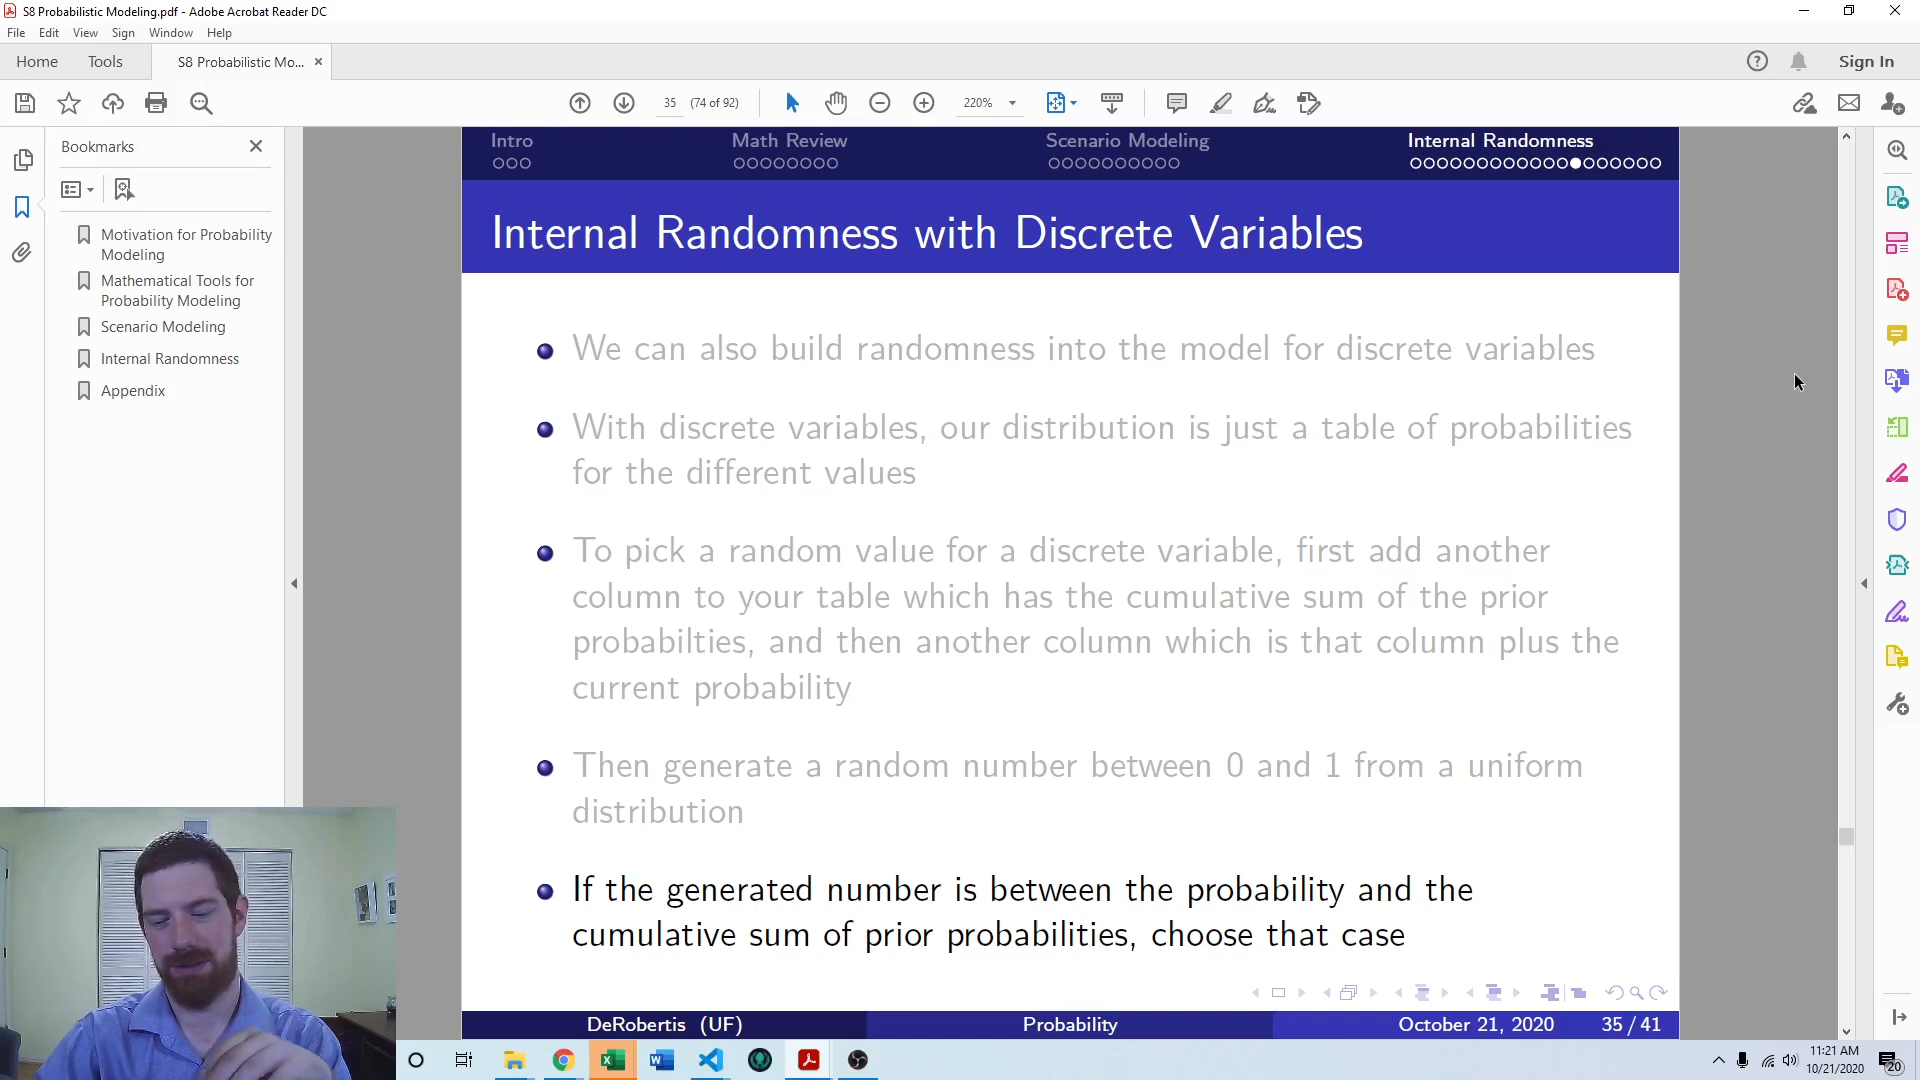 S8 Probabilistic Modeling.pdf - Adobe Acrobat Reader DC
File Edit View Sign Window Help
Home Tools S8 Probabilistic Mo... Sign In
35 (74 of 92) 220%
Bookmarks
Motivation for Probability
Modeling
Mathematical Tools for
Probability Modeling
Scenario Modeling
Internal Randomness
Appendix
Intro Math Review Scenario Modeling Internal Randomness
Internal Randomness with Discrete Variables
We can also build randomness into the model for discrete variables
With discrete variables, our distribution is just a table of probabilities
for the different values
To pick a random value for a discrete variable, first add another
column to your table which has the cumulative sum of the prior
probabilties, and then another column which is that column plus the
current probability
Then generate a random number between 0 and 1 from a uniform
distribution
If the generated number is between the probability and the
cumulative sum of prior probabilities, choose that case
DeRobertis (UF) Probability October 21, 2020 35 / 41
11:21 AM
10/21/2020
20